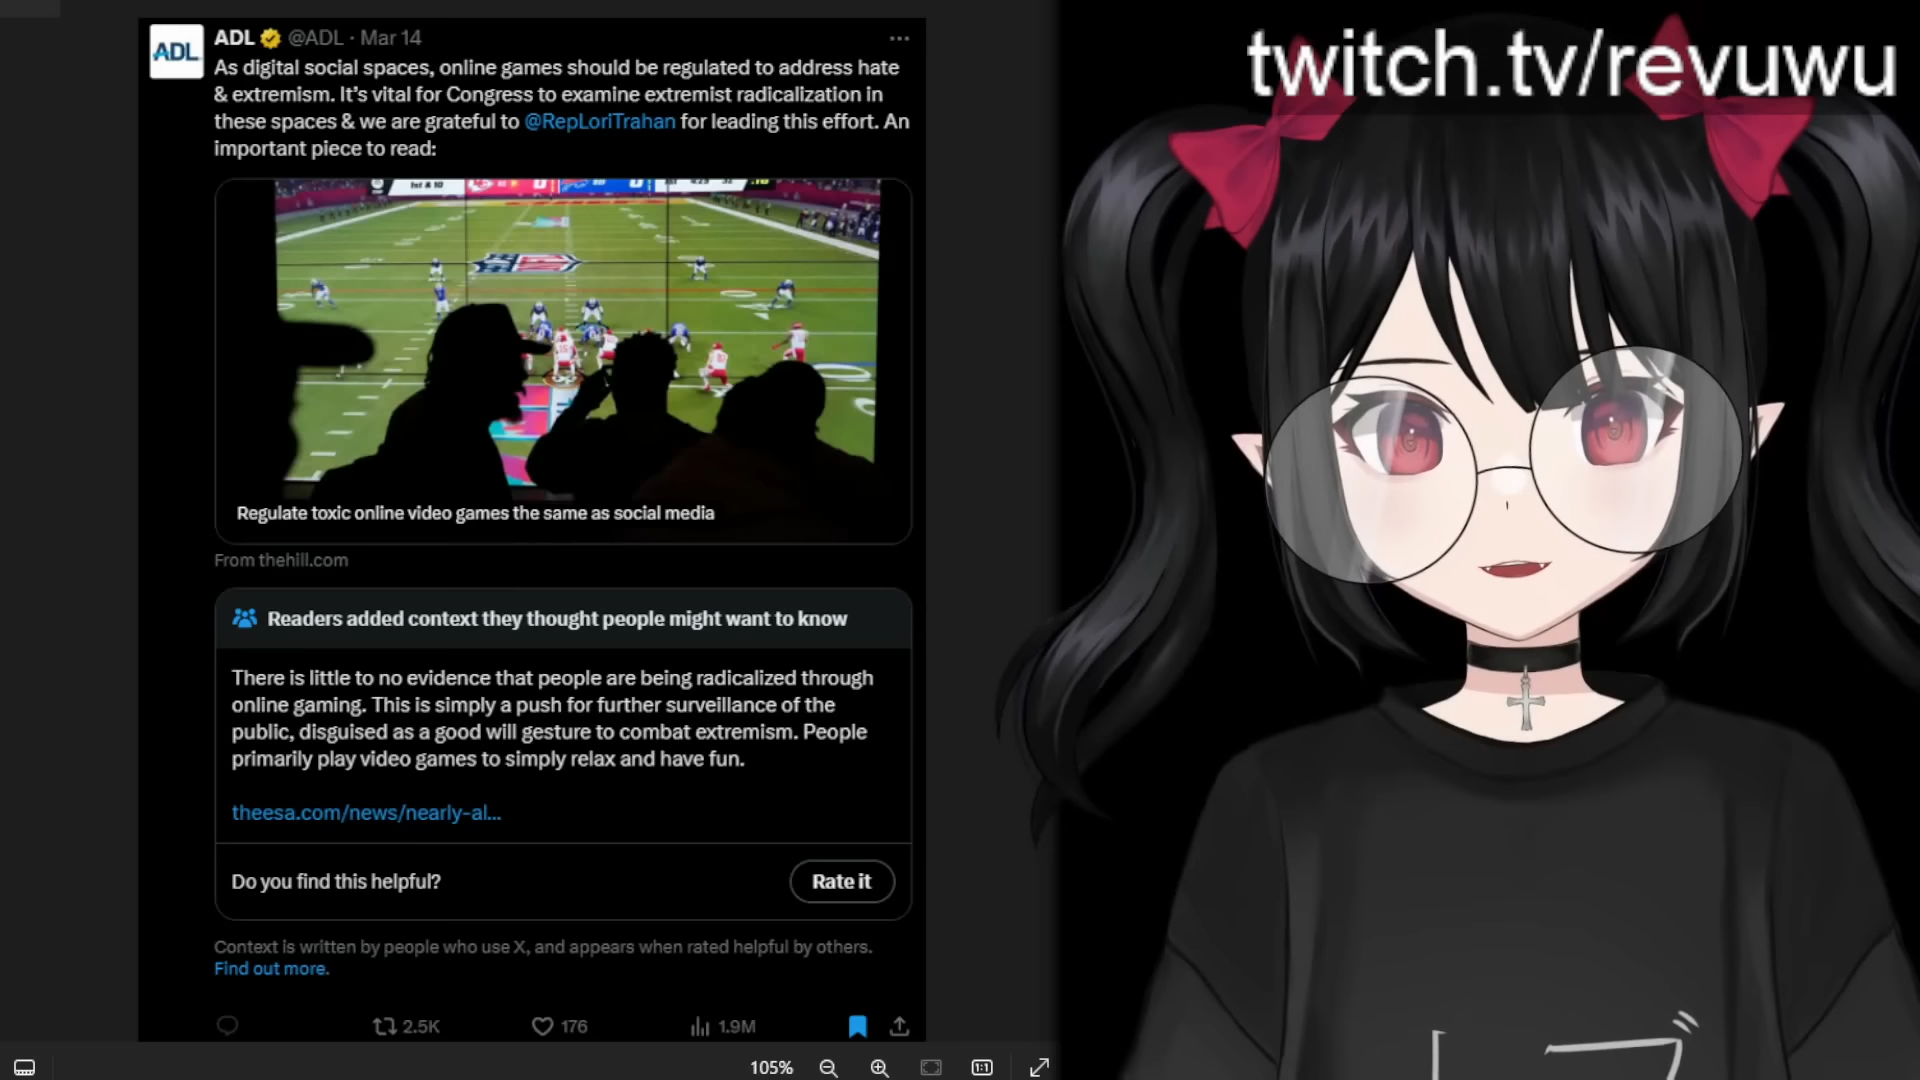 ADL @ADL · Mar 14
ADL
As digital social spaces, online games should be regulated to address hate
& extremism. It's vital for Congress to examine extremist radicalization in
these spaces & we are grateful to @RepLoriTrahan for leading this effort. An
important piece to read:
1st & 10
NFL
Regulate toxic online video games the same as social media
From thehill.com
Readers added context they thought people might want to know
There is little to no evidence that people are being radicalized through
online gaming. This is simply a push for further surveillance of the
public, disguised as a good will gesture to combat extremism. People
primarily play video games to simply relax and have fun.
theesa.com/news/nearly-al...
Do you find this helpful?
Rate it
Context is written by people who use X, and appears when rated helpful by others.
Find out more.
2.5K 176 1.9M
105% 1:1
twitch.tv/revuwu